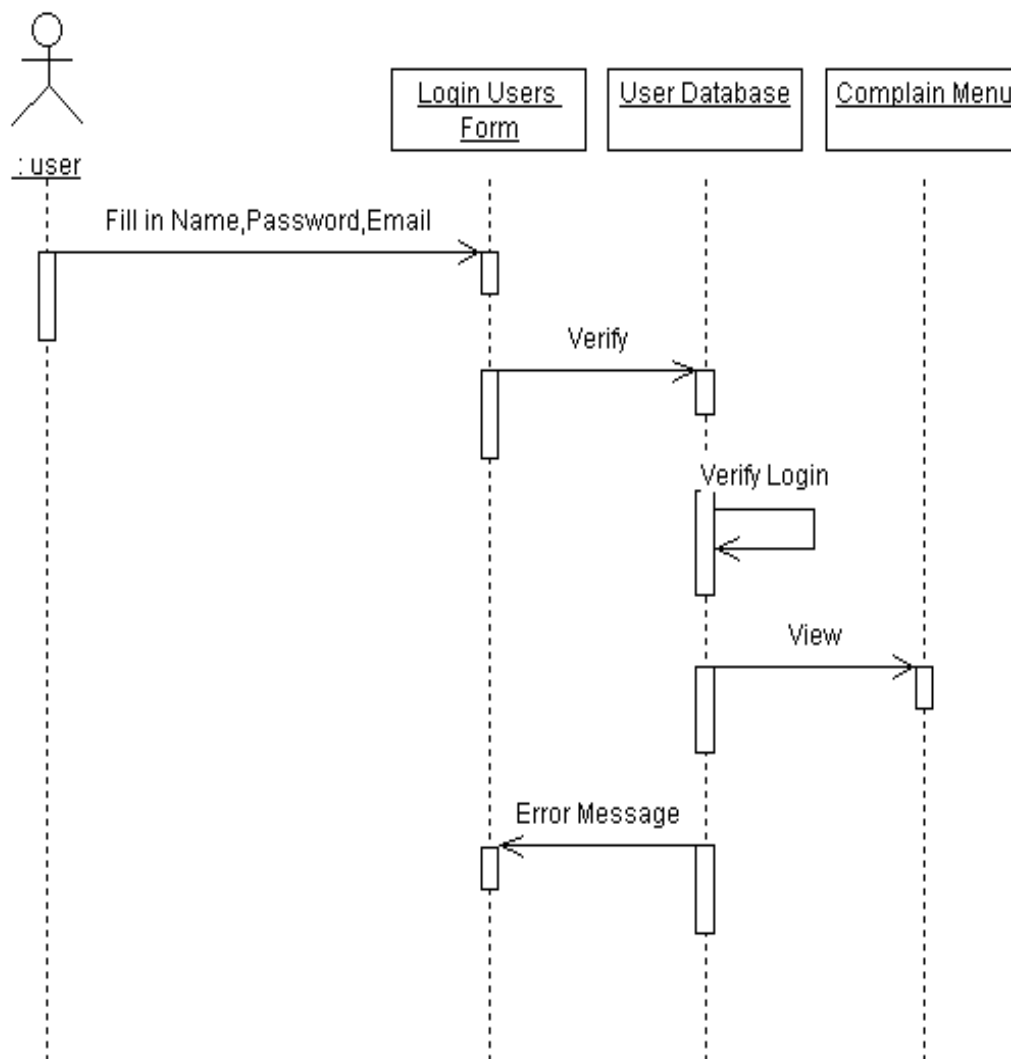 Login Users
Form
User Database
Complain Menu
: user
Fill in Name,Password,Email
Verify
Verify Login
View
Error Message